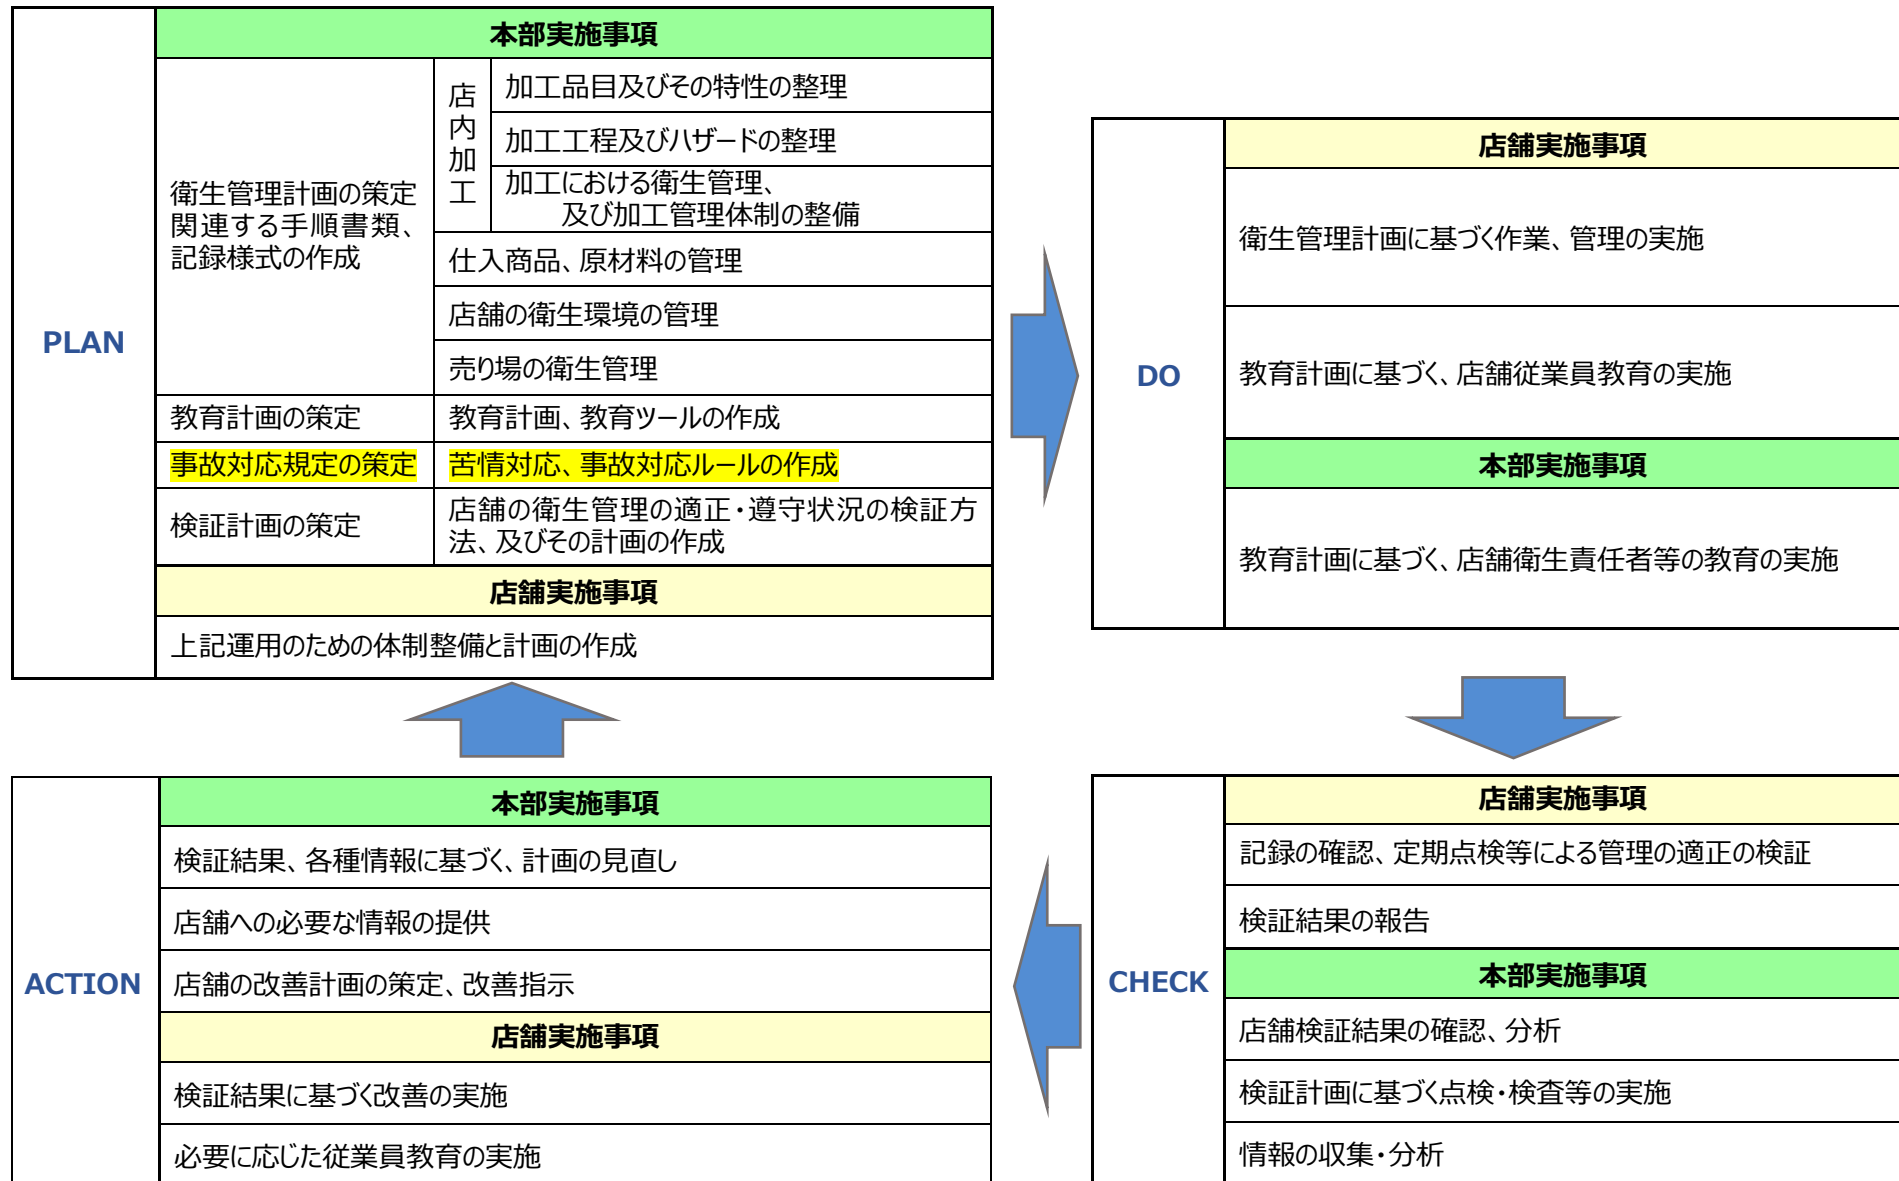 PLAN
本部実施事項
衛生管理計画の策定
関連する手順書類、
記録様式の作成
店内加工
加工品目及びその特性の整理
加工工程及びハザードの整理
加工における衛生管理、
及び加工管理体制の整備
仕入商品、原材料の管理
店舗の衛生環境の管理
売り場の衛生管理
教育計画の策定
教育計画、教育ツールの作成
事故対応規定の策定
苦情対応、事故対応ルールの作成
検証計画の策定
店舗の衛生管理の適正・遵守状況の検証方
法、及びその計画の作成
店舗実施事項
上記運用のための体制整備と計画の作成
DO
店舗実施事項
衛生管理計画に基づく作業、管理の実施
教育計画に基づく、店舗従業員教育の実施
本部実施事項
教育計画に基づく、店舗衛生責任者等の教育の実施
CHECK
店舗実施事項
記録の確認、定期点検等による管理の適正の検証
検証結果の報告
本部実施事項
店舗検証結果の確認、分析
検証計画に基づく点検・検査等の実施
情報の収集・分析
ACTION
本部実施事項
検証結果、各種情報に基づく、計画の見直し
店舗への必要な情報の提供
店舗の改善計画の策定、改善指示
店舗実施事項
検証結果に基づく改善の実施
必要に応じた従業員教育の実施